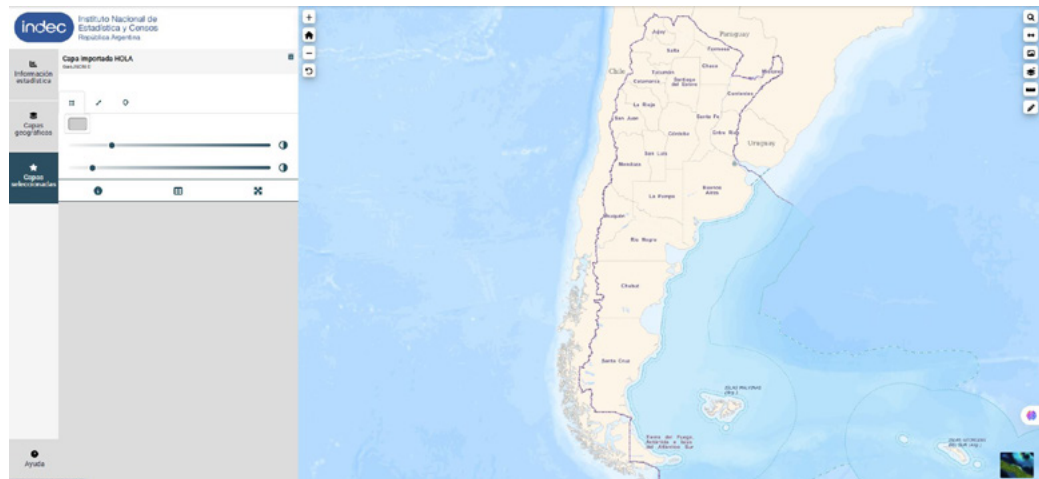 indec
Instituto Nacional de
Estadística y Censos
República Argentina
Capa importada HOLA
Información
estadística
Capas
geográficas
Capas
seleccionadas
Ayuda
Jujuy
Paraguay
Salta
Formosa
Chaco
Chile
Tucumán
Misiones
Catamarca
Santiago
del Estero
Corrientes
La Rioja
San Juan
Santa Fe
Córdoba
Entre Ríos
Uruguay
San Luis
Mendoza
Buenos
Aires
La Pampa
Neuquén
Río Negro
Chubut
Santa Cruz
ISLAS MALVINAS
(Arg.)
Tierra del Fuego,
Antártida e Islas
del Atlántico Sur